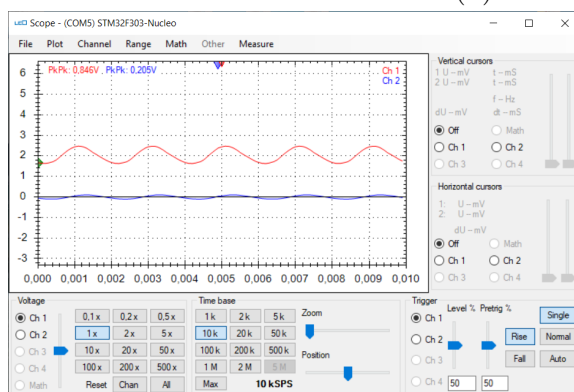 (  )
LEO Scope - (COM5) STM32F303-Nucleo
File Plot Channel Range Math Other Measure
PkPk: 0,846V PkPk: 0,205V Ch 1
Ch 2
6
5
4
3
2
1
0
-1
-2
-3
0,000 0,001 0,002 0,003 0,004 0,005 0,006 0,007 0,008 0,009 0,010
Vertical cursors
1 U – mV t – mS
2 U – mV t – mS
f – Hz
dU – mV dt – mS
Off Math
Ch 1 Ch 2
Ch 3 Ch 4
Horizontal cursors
1: U – mV
2: U – mV
dU – mV
Off Math
Ch 1 Ch 2
Ch 3 Ch 4
Voltage
Ch 1 0,1 x 0,2 x 0,5x
Ch 2 1 x 2 x 5 x
Ch 3 10 x 20 x 50 x
Ch 4 100 x 200 x 500 x
Math Reset Chan All
Time base
1 k 2 k 5 k Zoom
10 k 20 k 50 k
100 k 200 k 500 k Position
1 M 2 M 5 M
Max 10 kSPS
Trigger
Ch 1 Level % Pretrig % Single
Ch 2 Rise Normal
Ch 3 Fall Auto
Ch 4 50 50